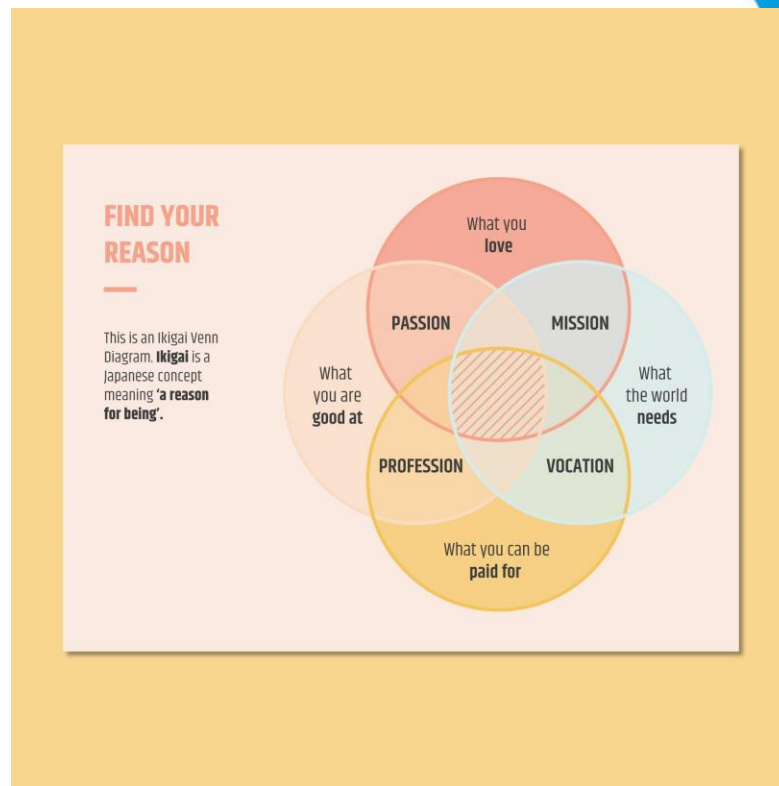 FIND YOUR
REASON
This is an Ikigai Venn
Diagram. Ikigai is a
Japanese concept
meaning ‘a reason
for being’.
What you
love
PASSION
MISSION
What
you are
good at
What
the world
needs
PROFESSION
VOCATION
What you can be
paid for